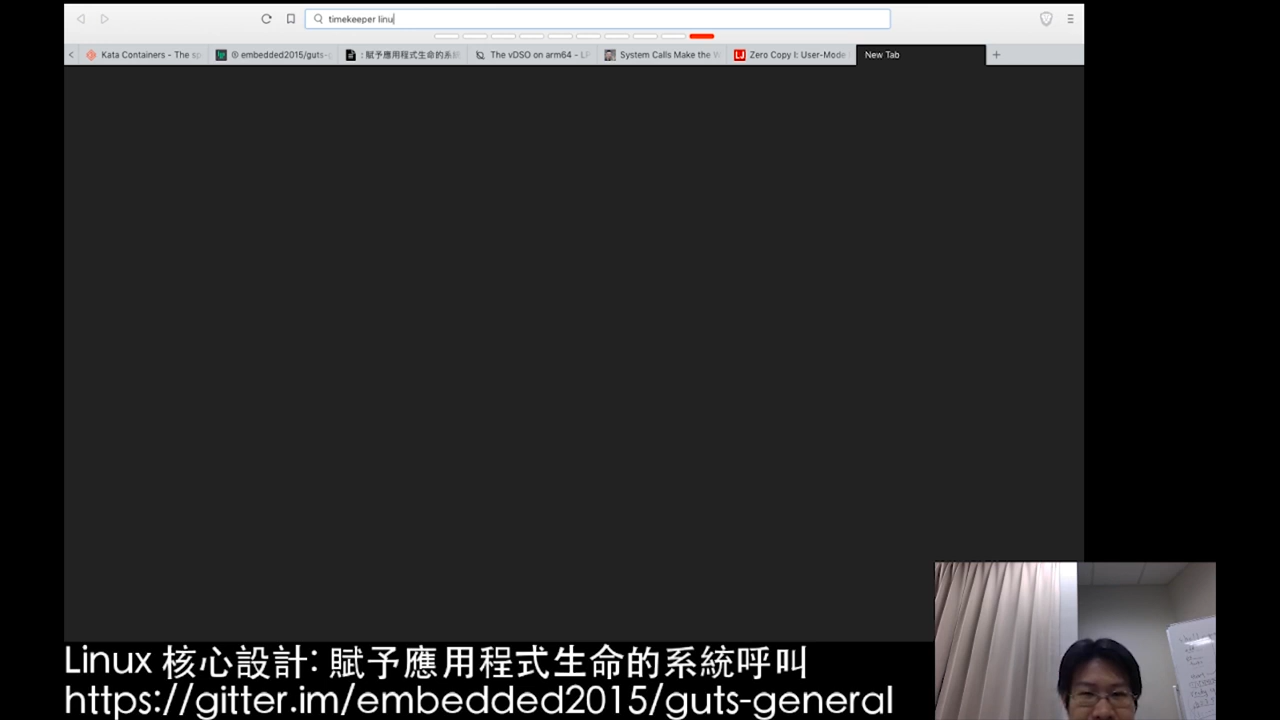 timekeeper linu
Kata Containers - The sp
embedded2015/guts-
: 賦予應用程式生命的系統
The vDSO on arm64 - LF
System Calls Make the W
Zero Copy I: User-Mode
New Tab
Linux 核心設計: 賦予應用程式生命的系統呼叫
https://gitter.im/embedded2015/guts-general